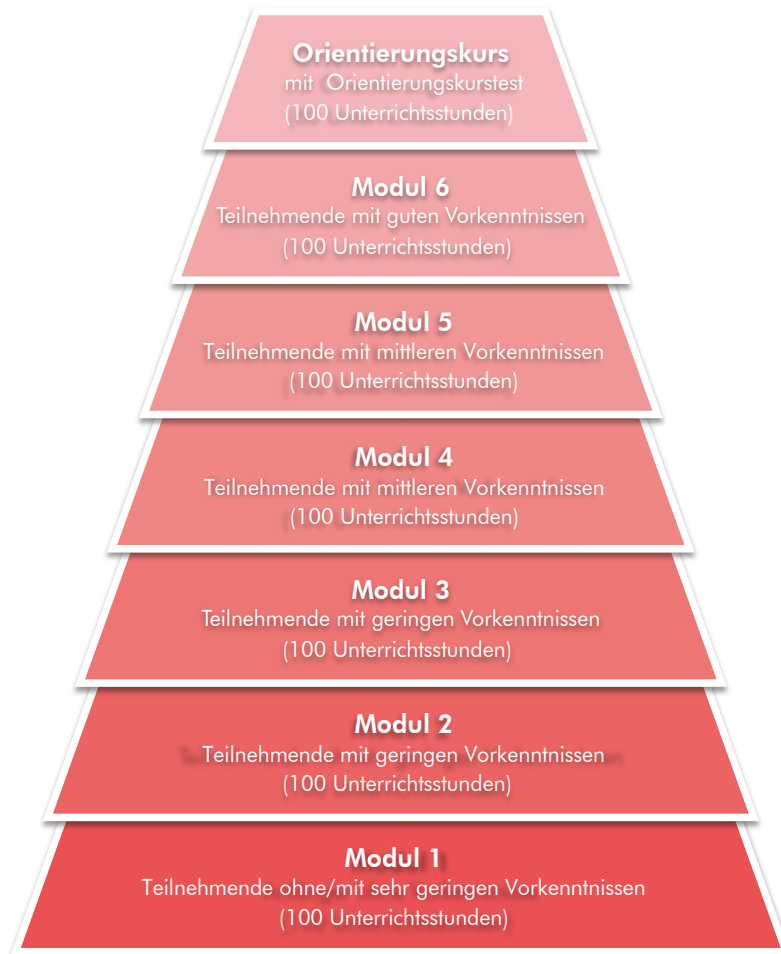 Orientierungskurs
mit Orientierungskurstest
(100 Unterrichtsstunden)
Modul 6
Teilnehmende mit guten Vorkenntnissen
(100 Unterrichtsstunden)
Modul 5
Teilnehmende mit mittleren Vorkenntnissen
(100 Unterrichtsstunden)
Modul 4
Teilnehmende mit mittleren Vorkenntnissen
(100 Unterrichtsstunden)
Modul 3
Teilnehmende mit geringen Vorkenntnissen
(100 Unterrichtsstunden)
Modul 2
Teilnehmende mit geringen Vorkenntnissen
(100 Unterrichtsstunden)
Modul 1
Teilnehmende ohne/mit sehr geringen Vorkenntnissen
(100 Unterrichtsstunden)